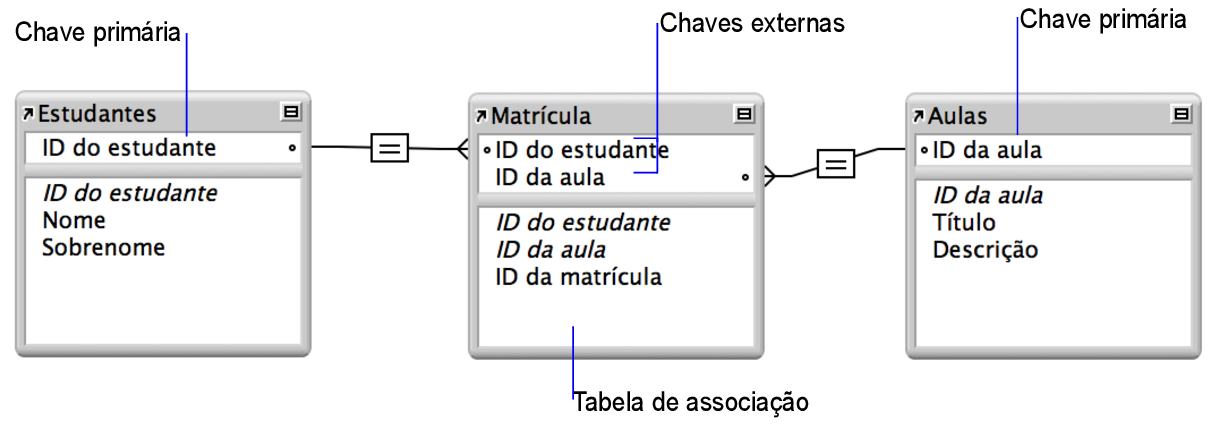 Chave primária
Chaves externas
Chave primária
Estudantes
ID do estudante
ID do estudante
Nome
Sobrenome
Matrícula
ID do estudante
ID da aula
ID do estudante
ID da aula
ID da matrícula
Aulas
ID da aula
ID da aula
Título
Descrição
Tabela de associação